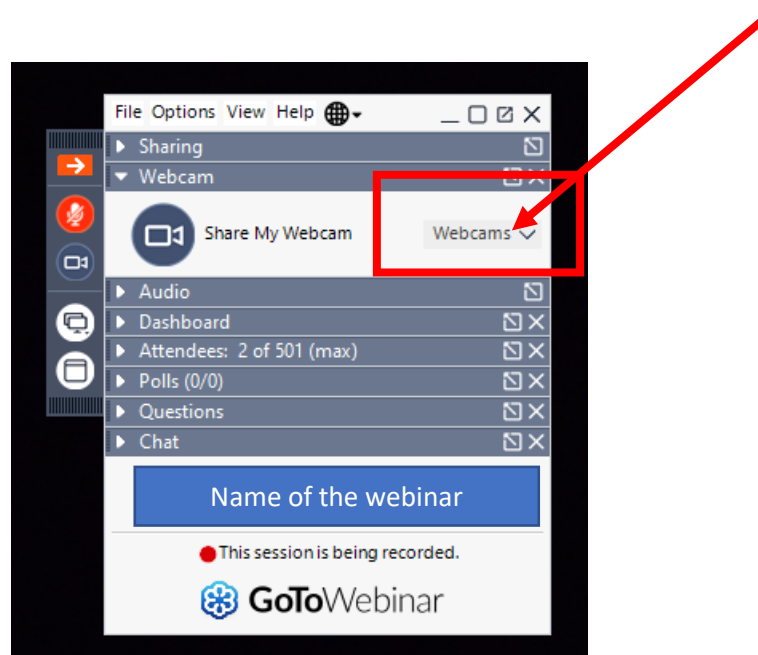 File Options View Help
Sharing
Webcam
Share My Webcam Webcams
Audio
Dashboard
Attendees: 2 of 501 (max)
Polls (0/0)
Questions
Chat
Name of the webinar
This session is being recorded.
GoToWebinar